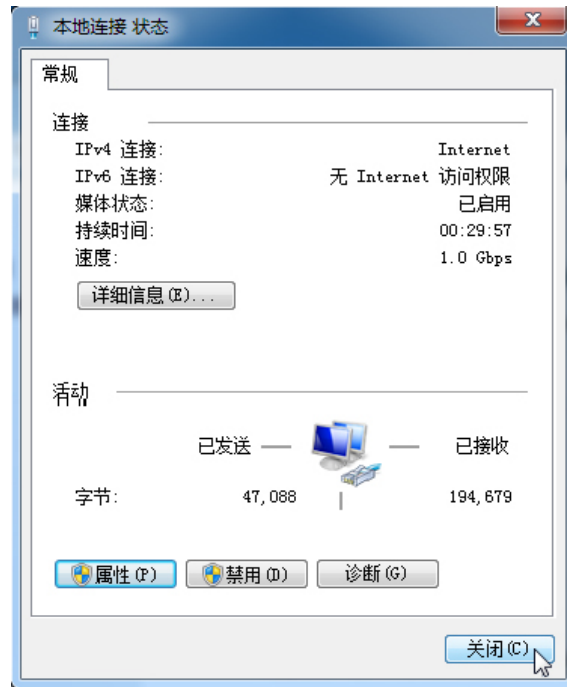 本地连接 状态
常规
连接
IPv4 连接: Internet
IPv6 连接: 无 Internet 访问权限
媒体状态: 已启用
持续时间: 00:29:57
速度: 1.0 Gbps
详细信息(E)...
活动
已发送 — — 已接收
字节: 47,088 | 194,679
属性(P) 禁用(D) 诊断(G)
关闭(C)